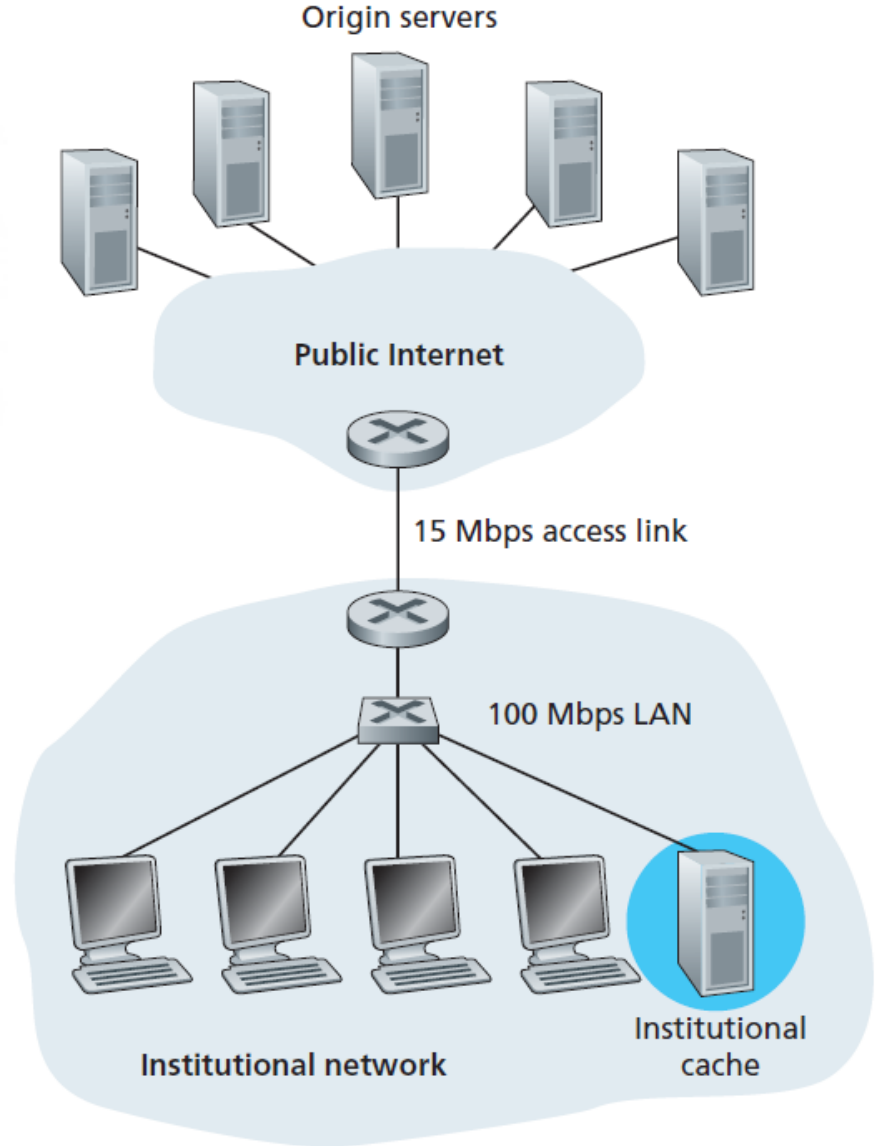 Origin servers
Public Internet
15 Mbps access link
100 Mbps LAN
Institutional
cache
Institutional network